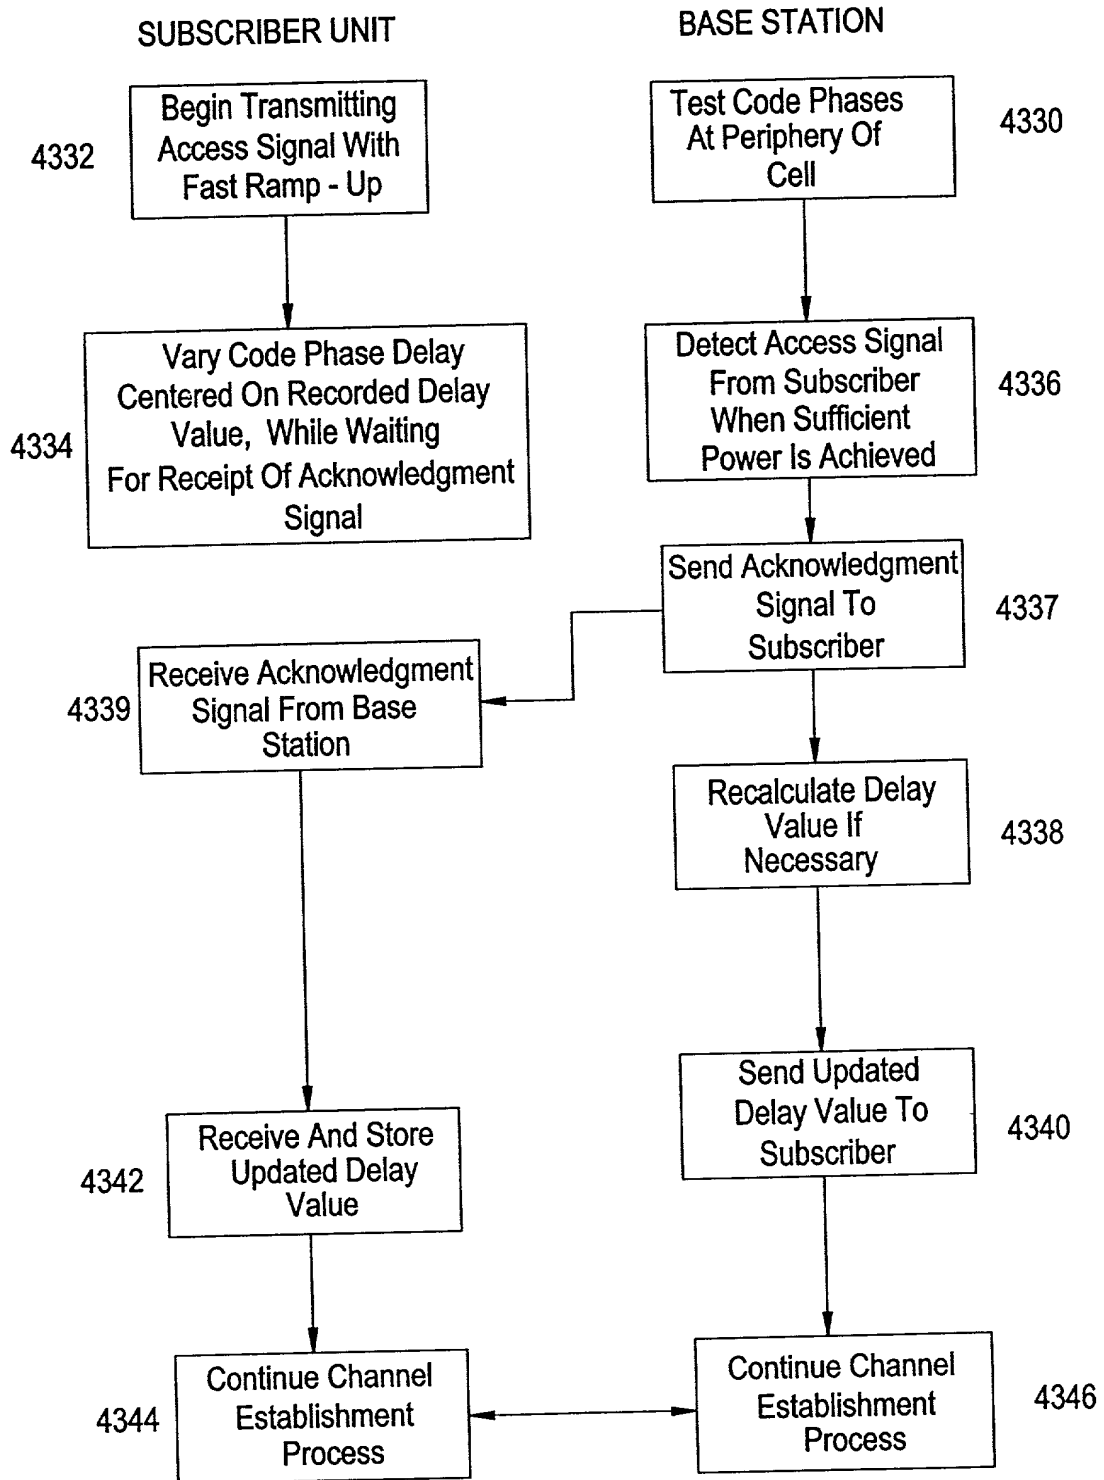 SUBSCRIBER UNIT
BASE STATION
Begin Transmitting
Access Signal With
Fast Ramp - Up
4332
Test Code Phases
At Periphery Of
Cell
4330
Vary Code Phase Delay
Centered On Recorded Delay
Value, While Waiting
For Receipt Of Acknowledgment
Signal
4334
Detect Access Signal
From Subscriber
When Sufficient
Power Is Achieved
4336
Send Acknowledgment
Signal To
Subscriber
4337
Receive Acknowledgment
Signal From Base
Station
4339
Recalculate Delay
Value If
Necessary
4338
Send Updated
Delay Value To
Subscriber
4340
Receive And Store
Updated Delay
Value
4342
Continue Channel
Establishment
Process
4344
Continue Channel
Establishment
Process
4346